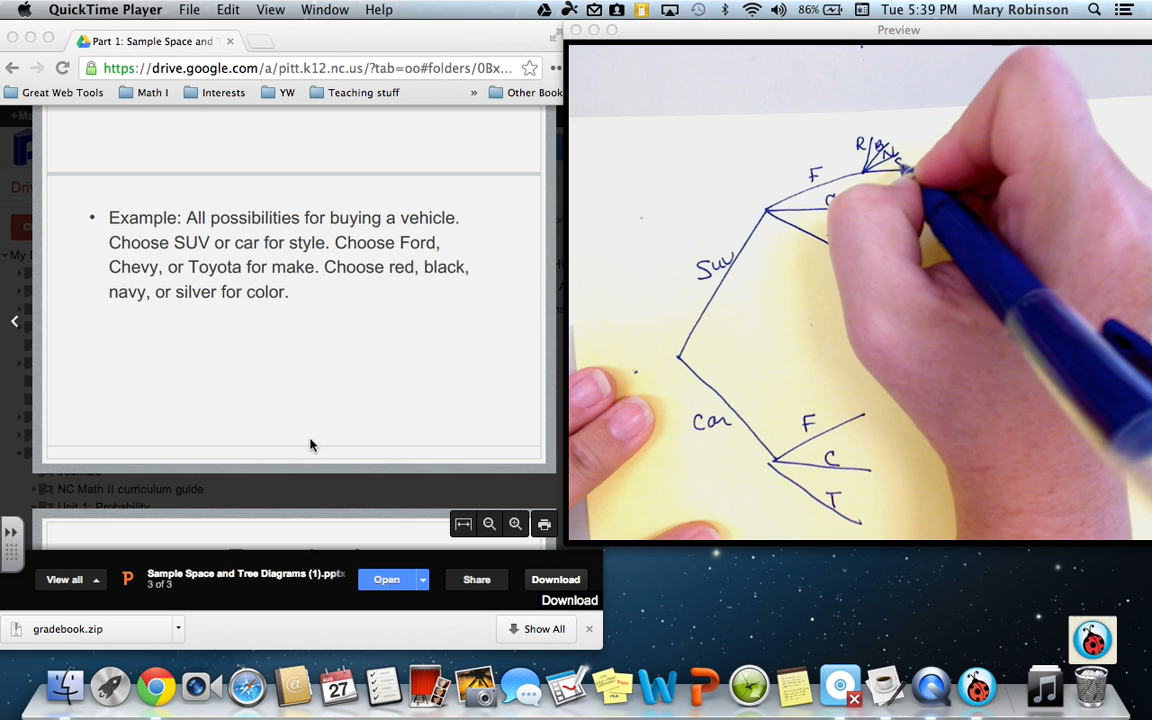 QuickTime Player File Edit View Window Help
86% Tue 5:39 PM Mary Robinson
Part 1: Sample Space and T
https://drive.google.com/a/pitt.k12.nc.us/?tab=oo#folders/0Bx...
Great Web Tools Math I Interests YW Teaching stuff » Other Book
• Example: All possibilities for buying a vehicle.
Choose SUV or car for style. Choose Ford,
Chevy, or Toyota for make. Choose red, black,
navy, or silver for color.
NC Math II curriculum guide
Unit 1: Probability
View all
Sample Space and Tree Diagrams (1).pptx
3 of 3
Open
Share
Download
Download
gradebook.zip
Show All
Preview
R B N S
F
C
Suv
Car
F
C
T
AUG
27